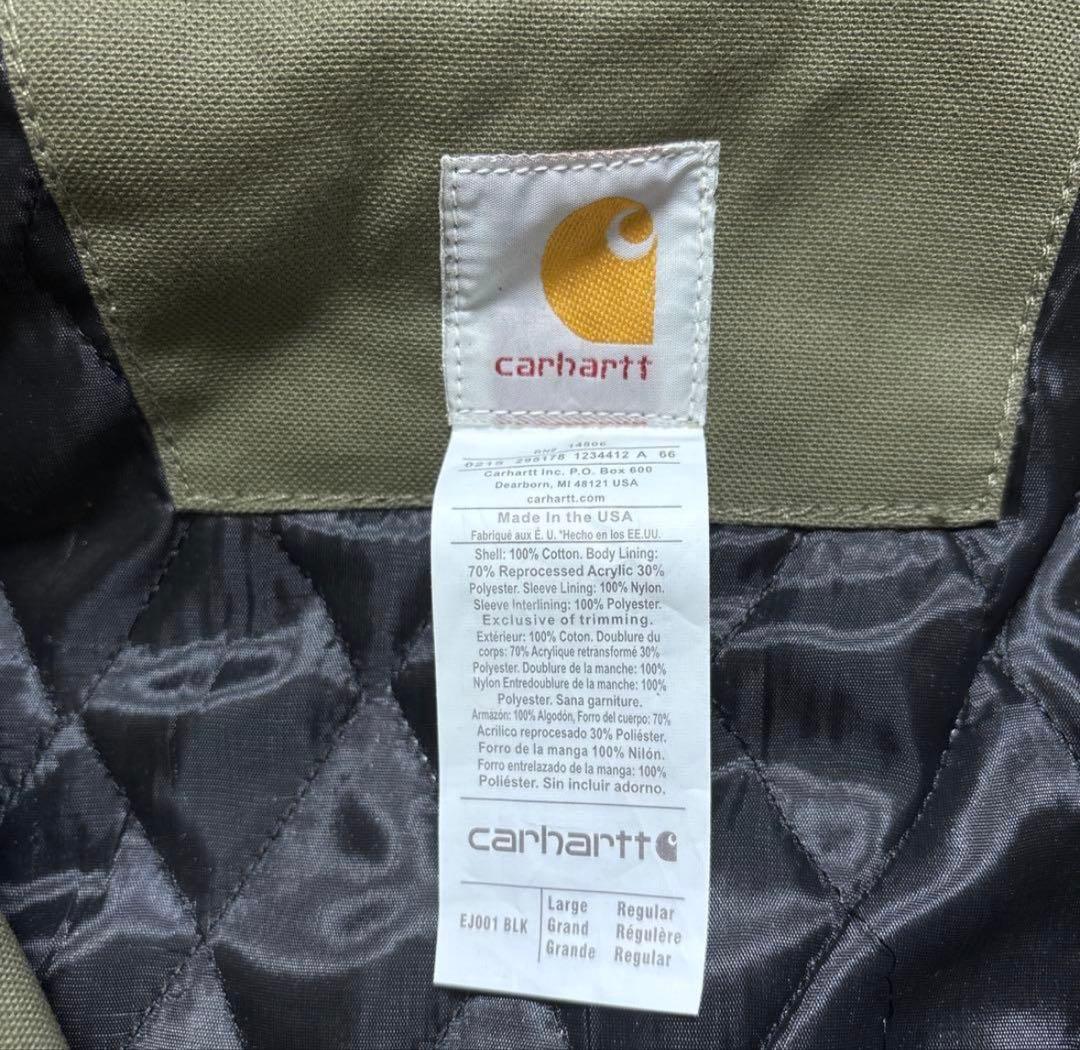 carhartt
RN# 14806
0215 298178 1234412 A 66
Carhartt Inc. P.O. Box 600
Dearborn, MI 48121 USA
carhartt.com
Made In the USA
Fabriqué aux É. U. *Hecho en los EE.UU.
Shell: 100% Cotton. Body Lining:
70% Reprocessed Acrylic 30%
Polyester. Sleeve Lining: 100% Nylon.
Sleeve Interlining: 100% Polyester.
Exclusive of trimming.
Extérieur: 100% Coton. Doublure du
corps: 70% Acrylique retransformé 30%
Polyester. Doublure de la manche: 100%
Nylon Entredoublure de la manche: 100%
Polyester. Sana garniture.
Armazón: 100% Algodón, Forro del cuerpo: 70%
Acrilico reprocesado 30% Poliéster.
Forro de la manga 100% Nilón.
Forro entrelazado de la manga: 100%
Poliéster. Sin incluir adorno.
carhartt
EJ001 BLK
Large Regular
Grand Régulère
Grande Regular